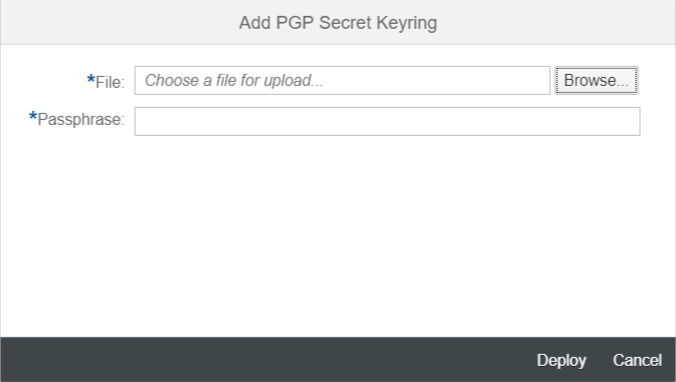 Add PGP Secret Keyring
*File: Choose a file for upload... Browse...
*Passphrase:
Deploy Cancel